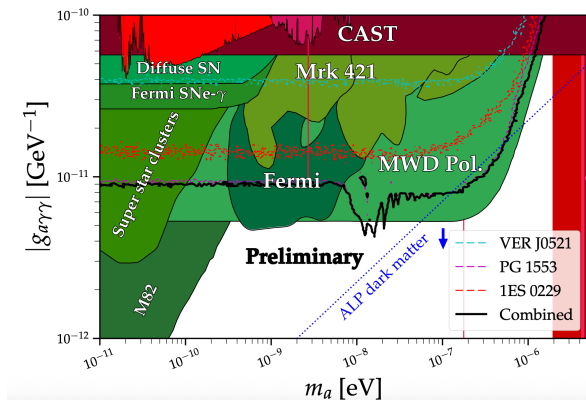 10⁻¹⁰
CAST
Diffuse SN
Mrk 421
Fermi SNe-γ
Super star clusters
MWD Pol.
Fermi
10⁻¹¹
|g_{aγγ}| [GeV⁻¹]
Preliminary
ALP dark matter
M82
VER J0521
PG 1553
1ES 0229
Combined
10⁻¹²
10⁻¹¹ 10⁻¹⁰ 10⁻⁹ 10⁻⁸ 10⁻⁷ 10⁻⁶
m_a [eV]